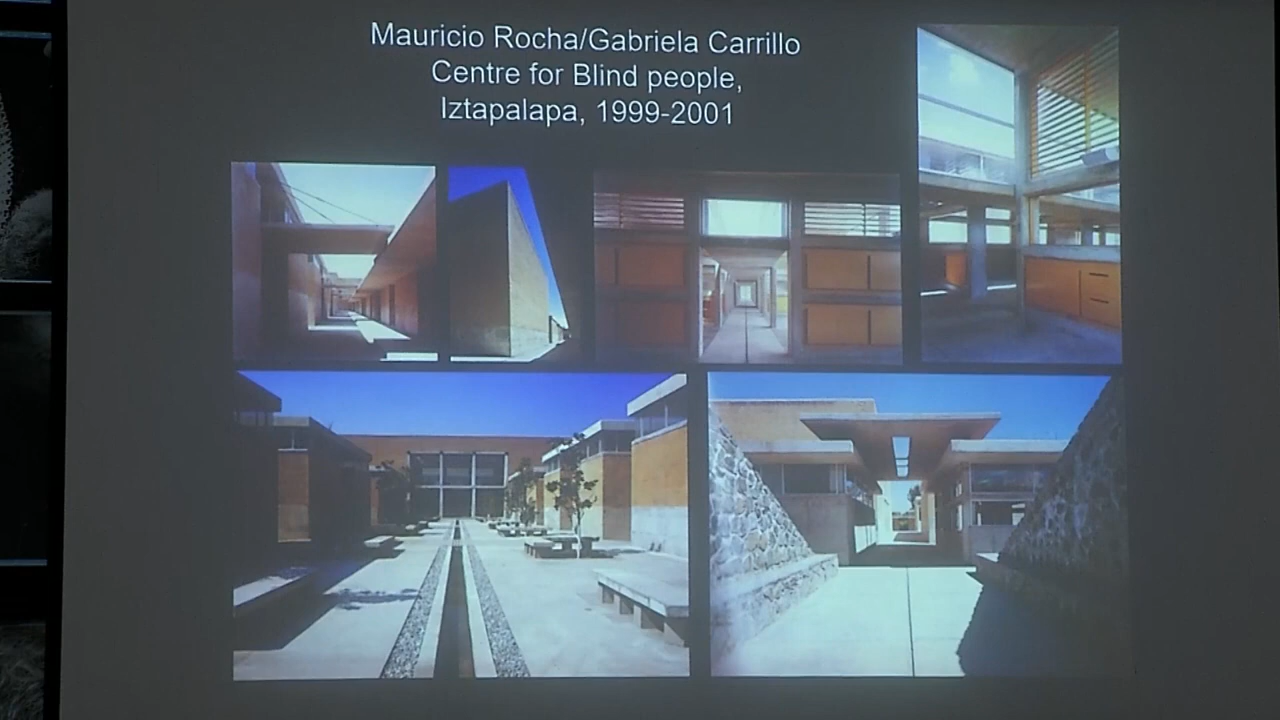 Mauricio Rocha/Gabriela Carrillo
Centre for Blind people,
Iztapalapa, 1999-2001